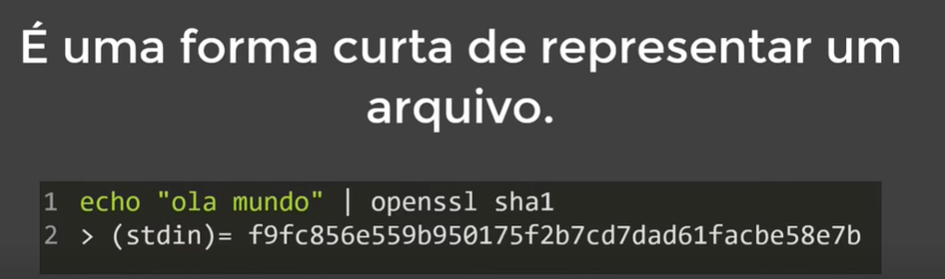 É uma forma curta de representar um
arquivo.
1 echo "ola mundo" | openssl sha1
2 > (stdin)= f9fc856e559b950175f2b7cd7dad61facbe58e7b